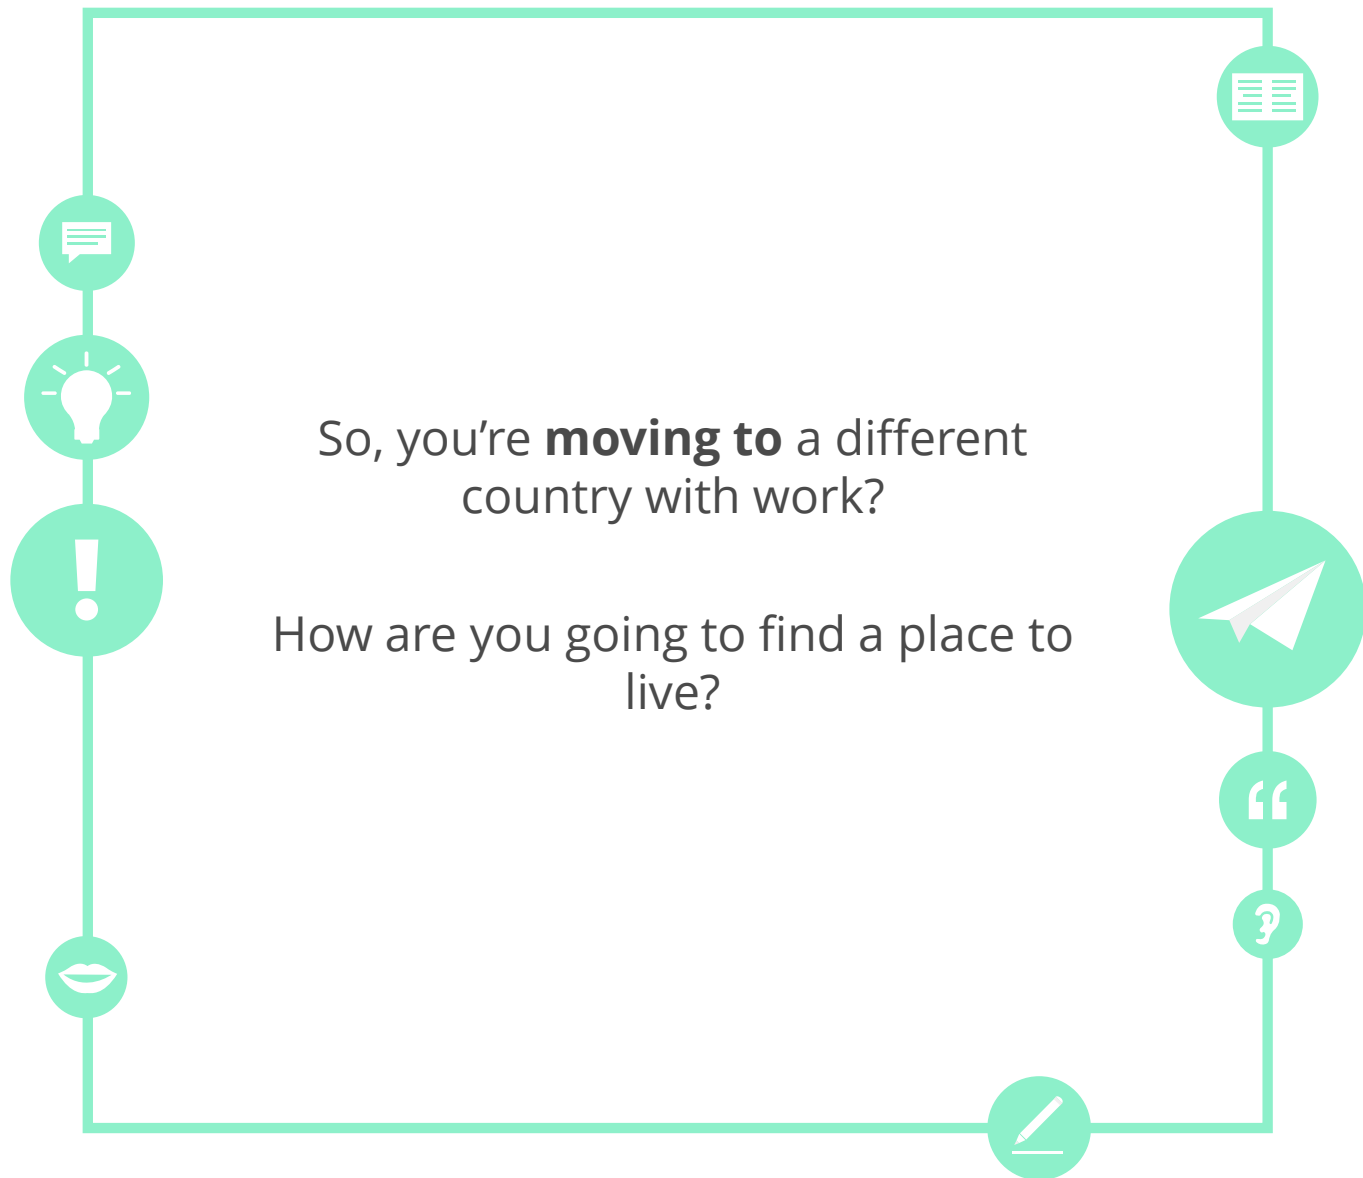 So, you’re moving to a different
country with work?
How are you going to find a place to
live?